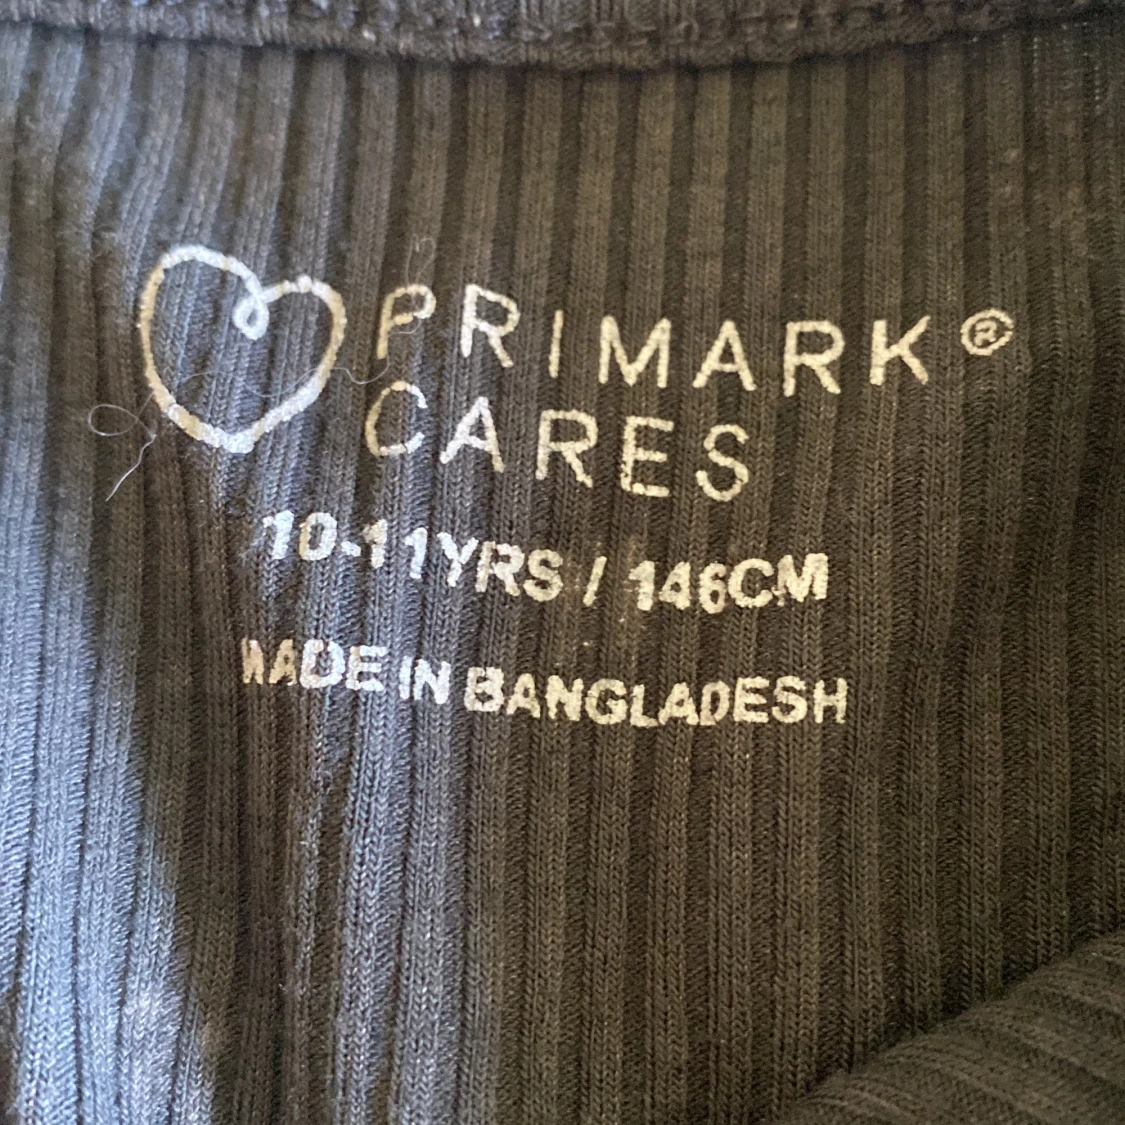 PRIMARK®
CARES
10-11YRS / 146CM
MADE IN BANGLADESH